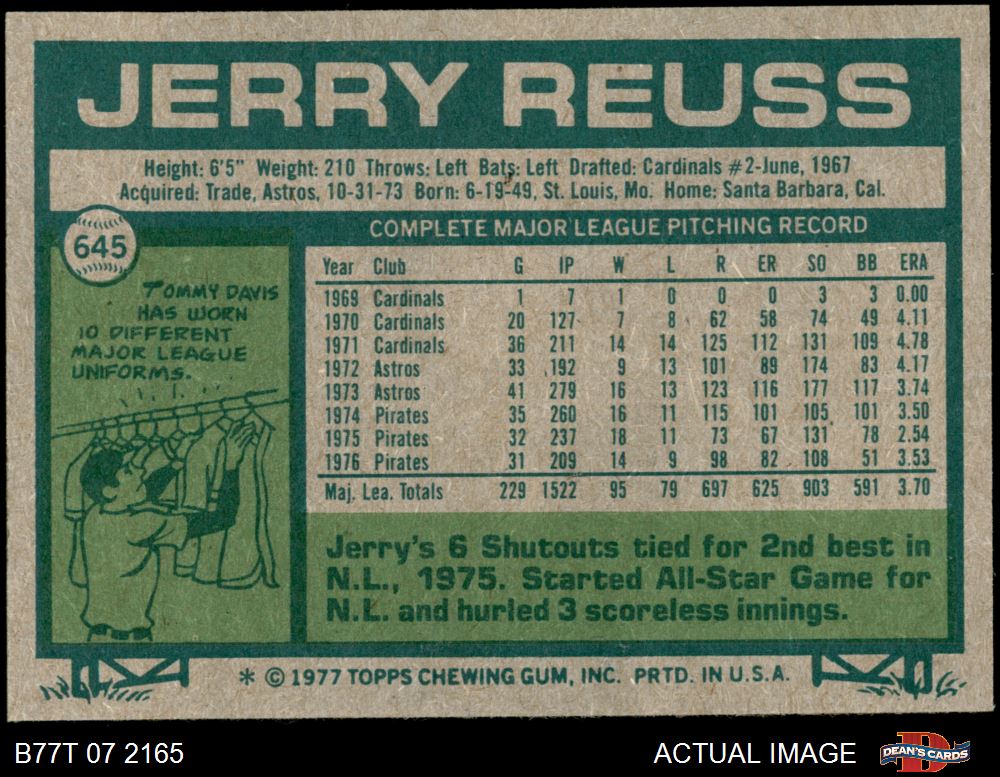 JERRY REUSS
Height: 6'5" Weight: 210 Throws: Left Bats: Left Drafted: Cardinals #2-June, 1967
Acquired: Trade, Astros, 10-31-73 Born: 6-19-49, St. Louis, Mo. Home: Santa Barbara, Cal.
645
TOMMY DAVIS
HAS WORN
10 DIFFERENT
MAJOR LEAGUE
UNIFORMS.
COMPLETE MAJOR LEAGUE PITCHING RECORD
Year Club G IP W L R ER SO BB ERA
1969 Cardinals 1 7 1 0 0 0 3 3 0.00
1970 Cardinals 20 127 7 8 62 58 74 49 4.11
1971 Cardinals 36 211 14 14 125 112 131 109 4.78
1972 Astros 33 192 9 13 101 89 174 83 4.17
1973 Astros 41 279 16 13 123 116 177 117 3.74
1974 Pirates 35 260 16 11 115 101 105 101 3.50
1975 Pirates 32 237 18 11 73 67 131 78 2.54
1976 Pirates 31 209 14 9 98 82 108 51 3.53
Maj. Lea. Totals 229 1522 95 79 697 625 903 591 3.70
Jerry's 6 Shutouts tied for 2nd best in
N.L., 1975. Started All-Star Game for
N.L. and hurled 3 scoreless innings.
* © 1977 TOPPS CHEWING GUM, INC. PRTD. IN U.S.A.
B77T 07 2165 ACTUAL IMAGE DEAN'S CARDS